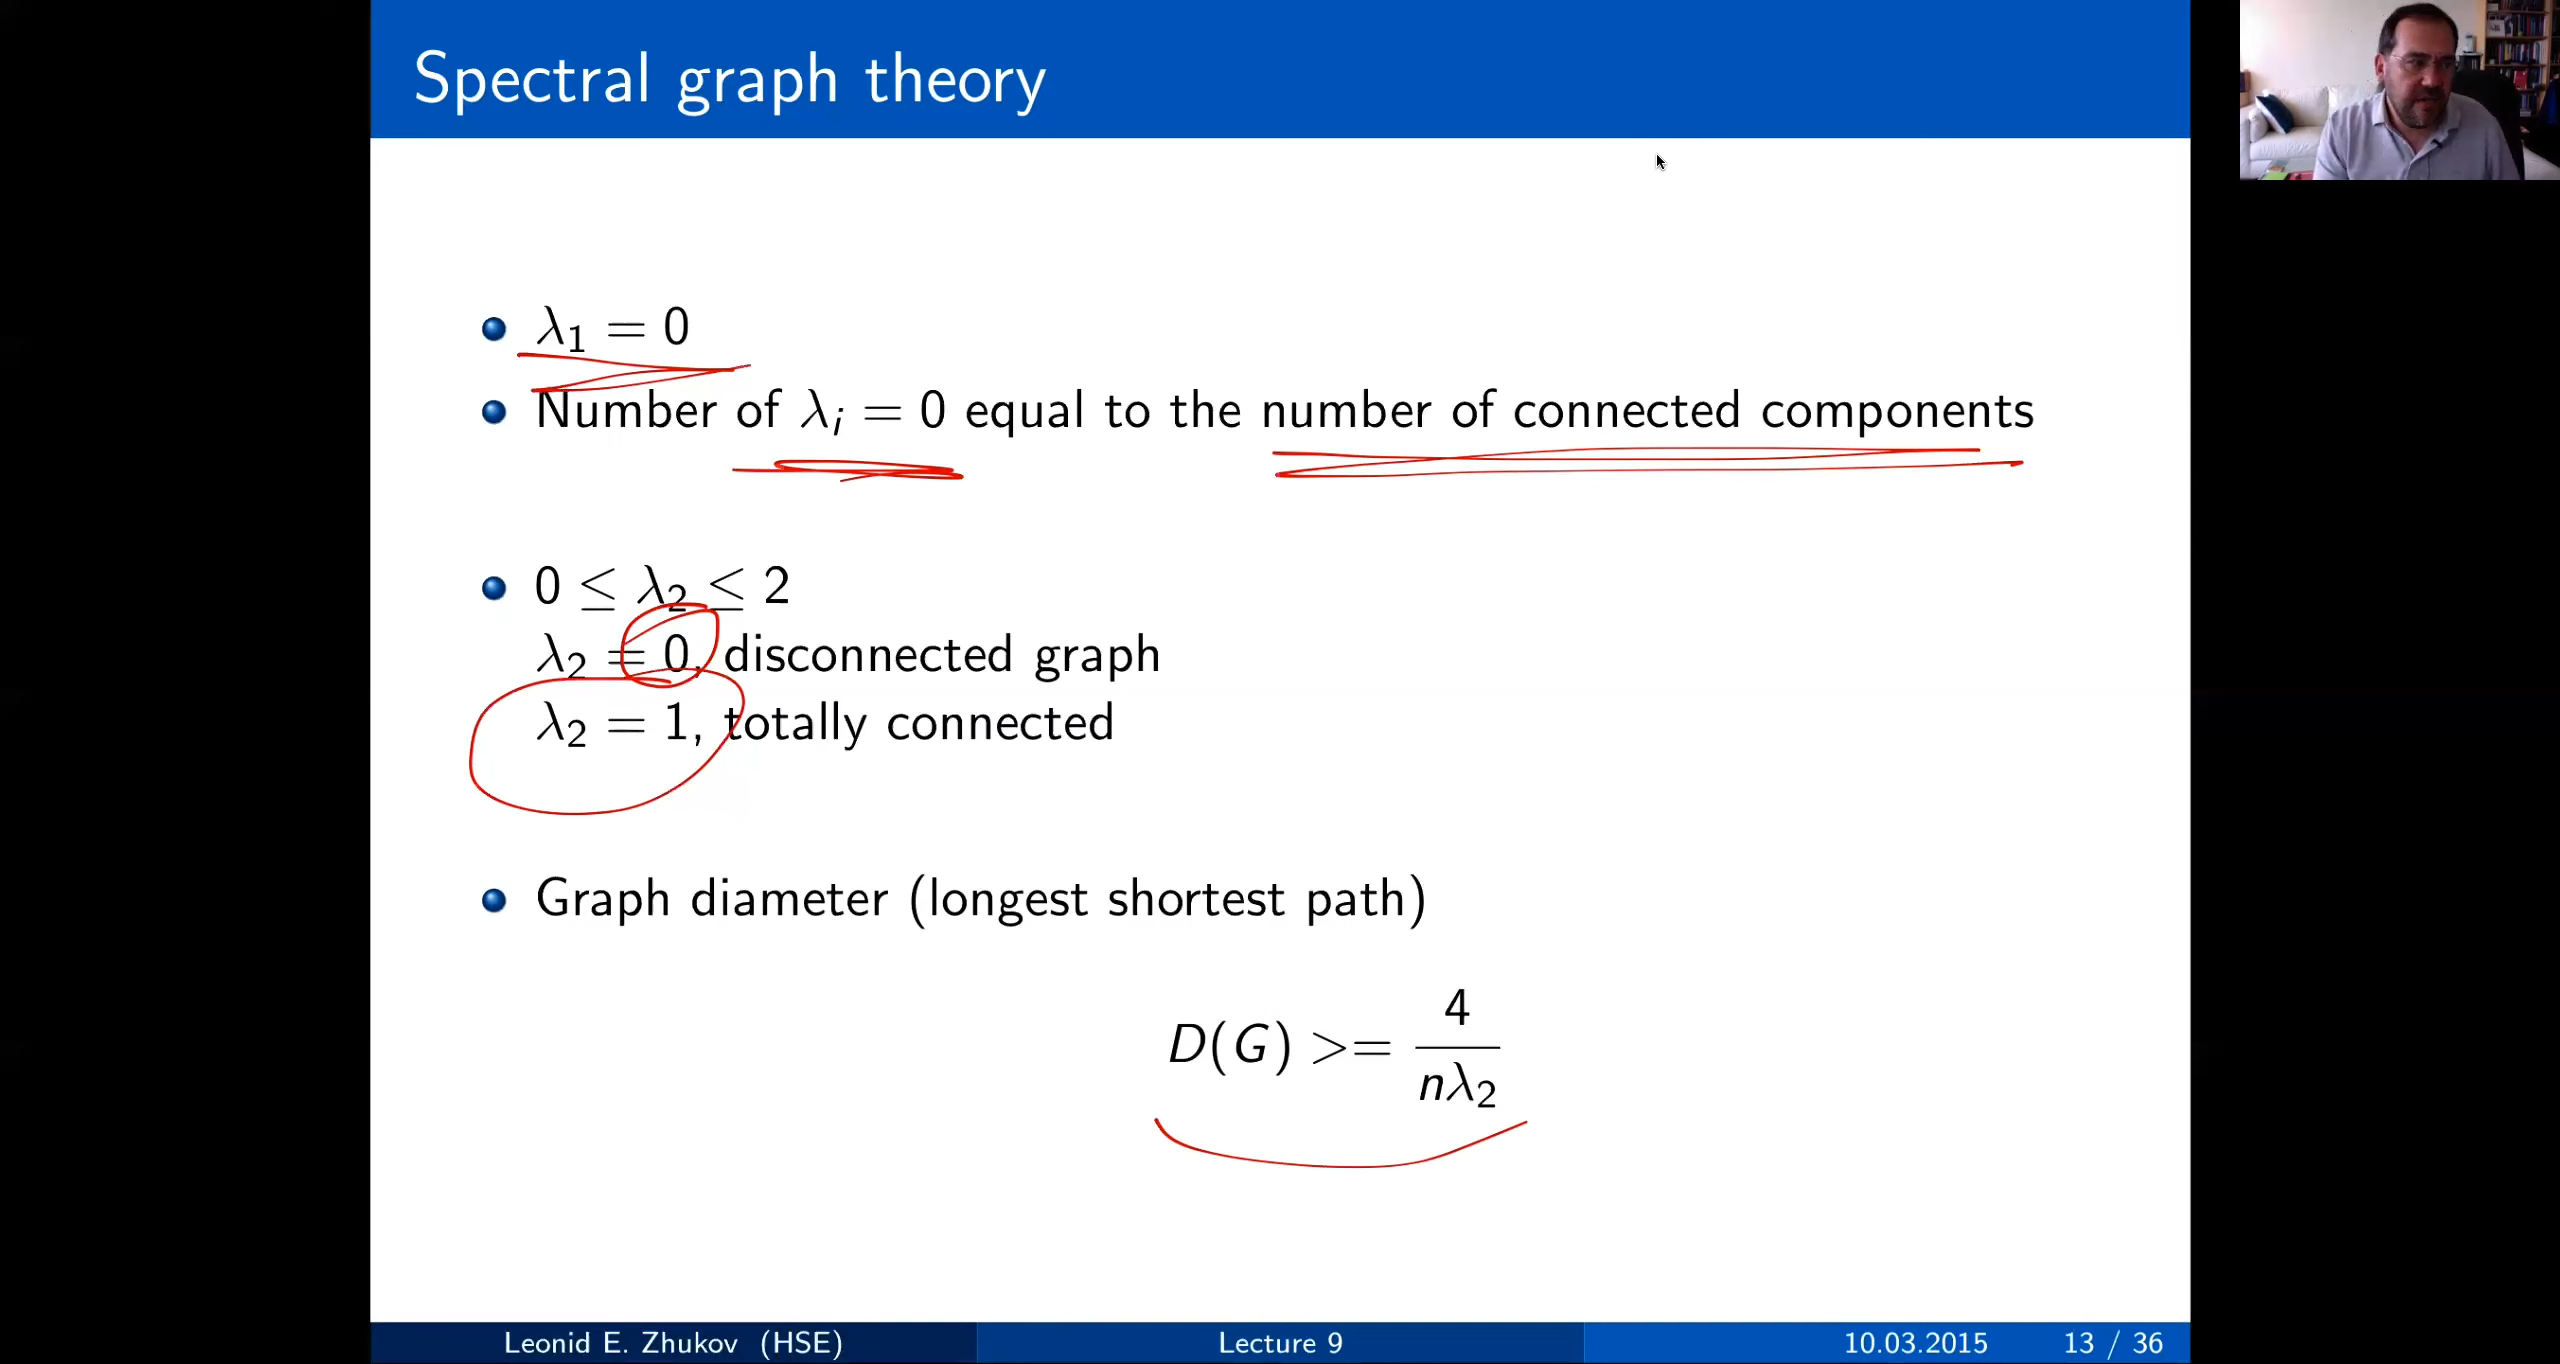 Spectral graph theory
λ₁ = 0
Number of λᵢ = 0 equal to the number of connected components
0 ≤ λ₂ ≤ 2
λ₂ = 0, disconnected graph
λ₂ = 1, totally connected
Graph diameter (longest shortest path)
D(G) >= 4/nλ₂
Leonid E. Zhukov (HSE) Lecture 9 10.03.2015 13 / 36